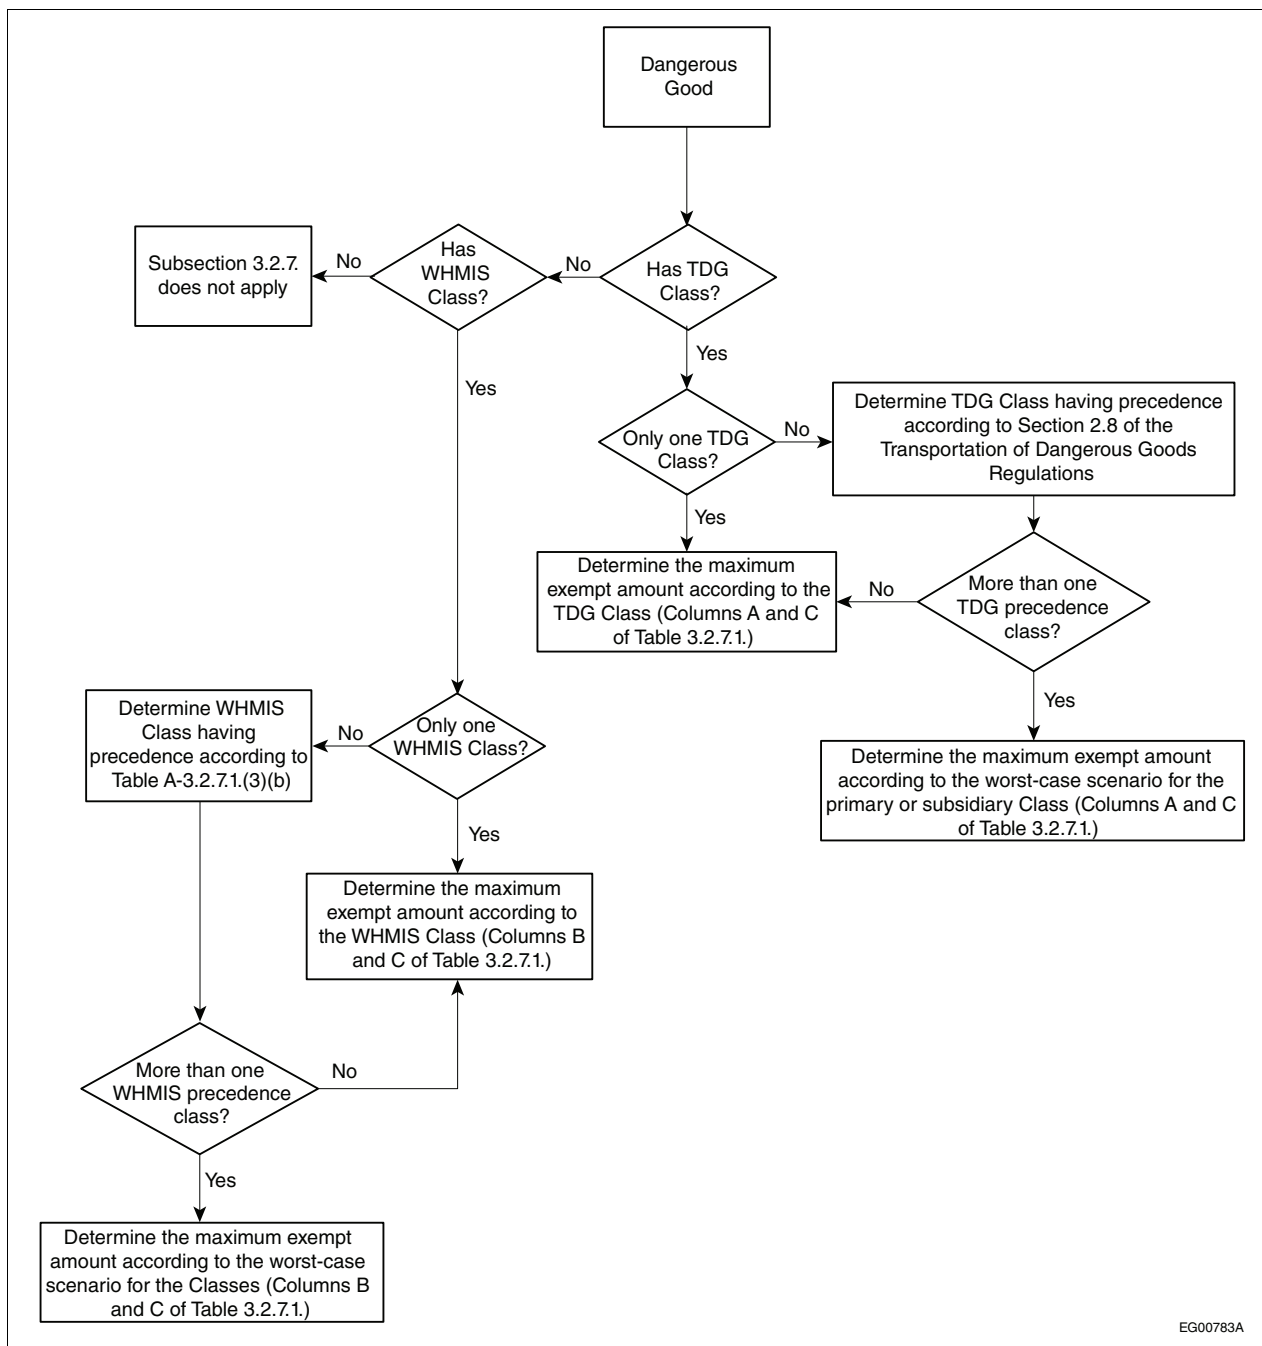 Dangerous
Good
Has TDG
Class?
No
Has
WHMIS
Class?
No
Subsection 3.2.7.
does not apply
Yes
Yes
Only one TDG
Class?
No
Determine TDG Class having precedence
according to Section 2.8 of the
Transportation of Dangerous Goods
Regulations
Yes
Determine the maximum
exempt amount according to the
TDG Class (Columns A and C
of Table 3.2.7.1.)
No
More than one
TDG precedence
class?
Yes
Determine the maximum exempt amount
according to the worst-case scenario for the
primary or subsidiary Class (Columns A and C
of Table 3.2.7.1.)
Only one
WHMIS Class?
No
Determine WHMIS
Class having
precedence according to
Table A-3.2.7.1.(3)(b)
Yes
Determine the maximum
exempt amount according to
the WHMIS Class (Columns B
and C of Table 3.2.7.1.)
More than one
WHMIS precedence
class?
No
Yes
Determine the maximum exempt
amount according to the worst-case
scenario for the Classes (Columns B
and C of Table 3.2.7.1.)
EG00783A